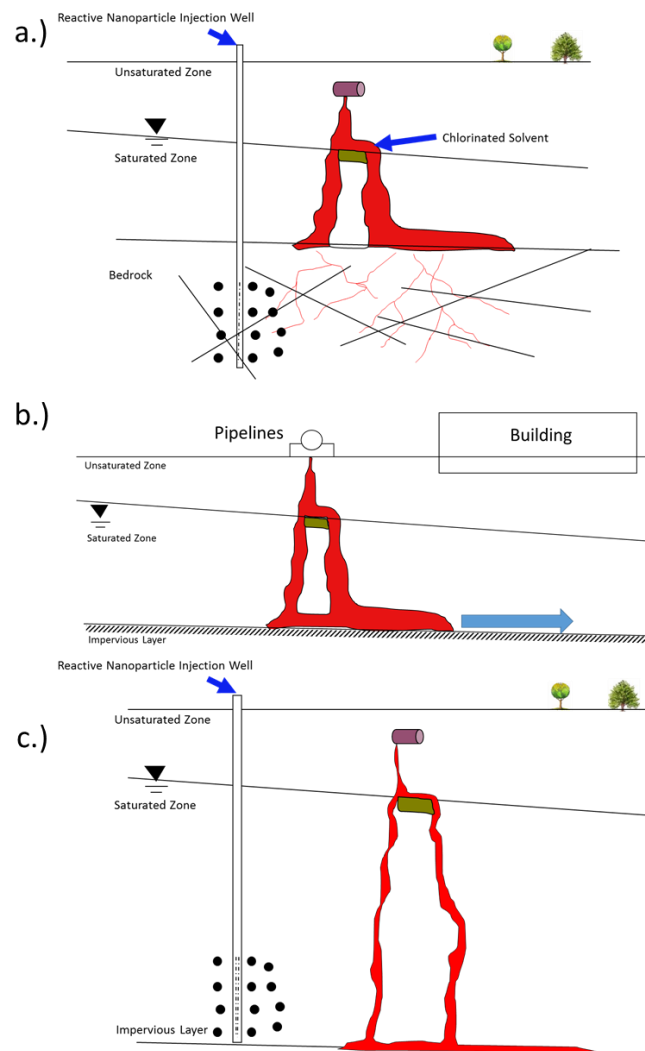 a.)
Reactive Nanoparticle Injection Well
Unsaturated Zone
Chlorinated Solvent
Saturated Zone
Bedrock
b.)
Pipelines
Building
Unsaturated Zone
Saturated Zone
Impervious Layer
Reactive Nanoparticle Injection Well
Unsaturated Zone
c.)
Saturated Zone
Impervious Layer